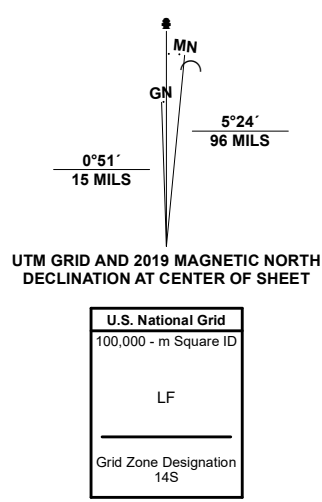 MN
GN
5°24´
96 MILS
0°51´
15 MILS
UTM GRID AND 2019 MAGNETIC NORTH
DECLINATION AT CENTER OF SHEET
U.S. National Grid
100,000 - m Square ID
LF
Grid Zone Designation
14S